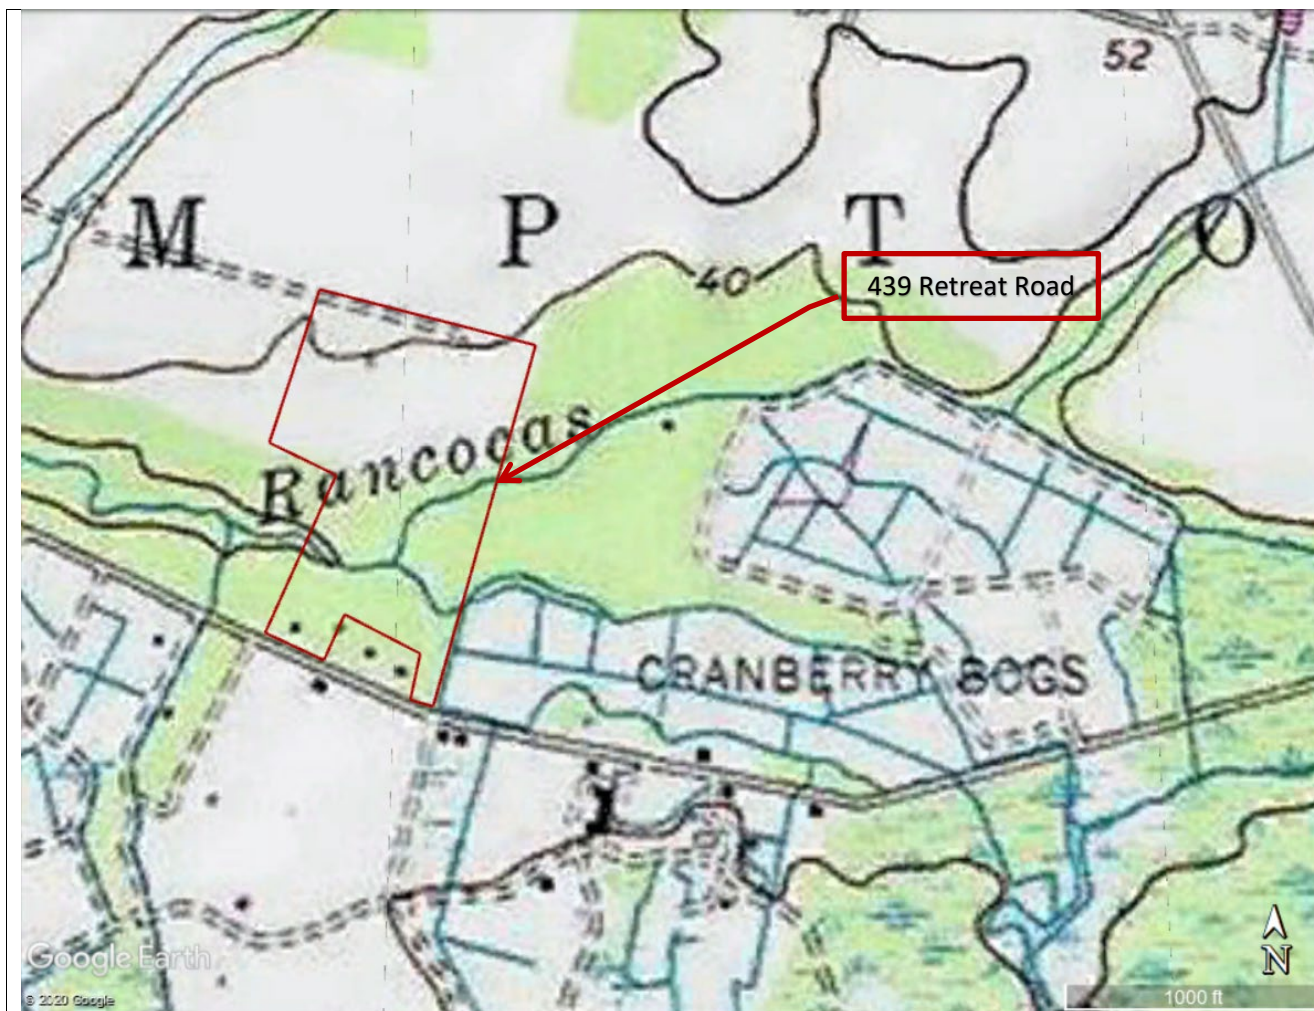 52
M P T O
439 Retreat Road
40
Rancocas
CRANBERRY BOGS
Google Earth
N
© 2020 Google
1000 ft